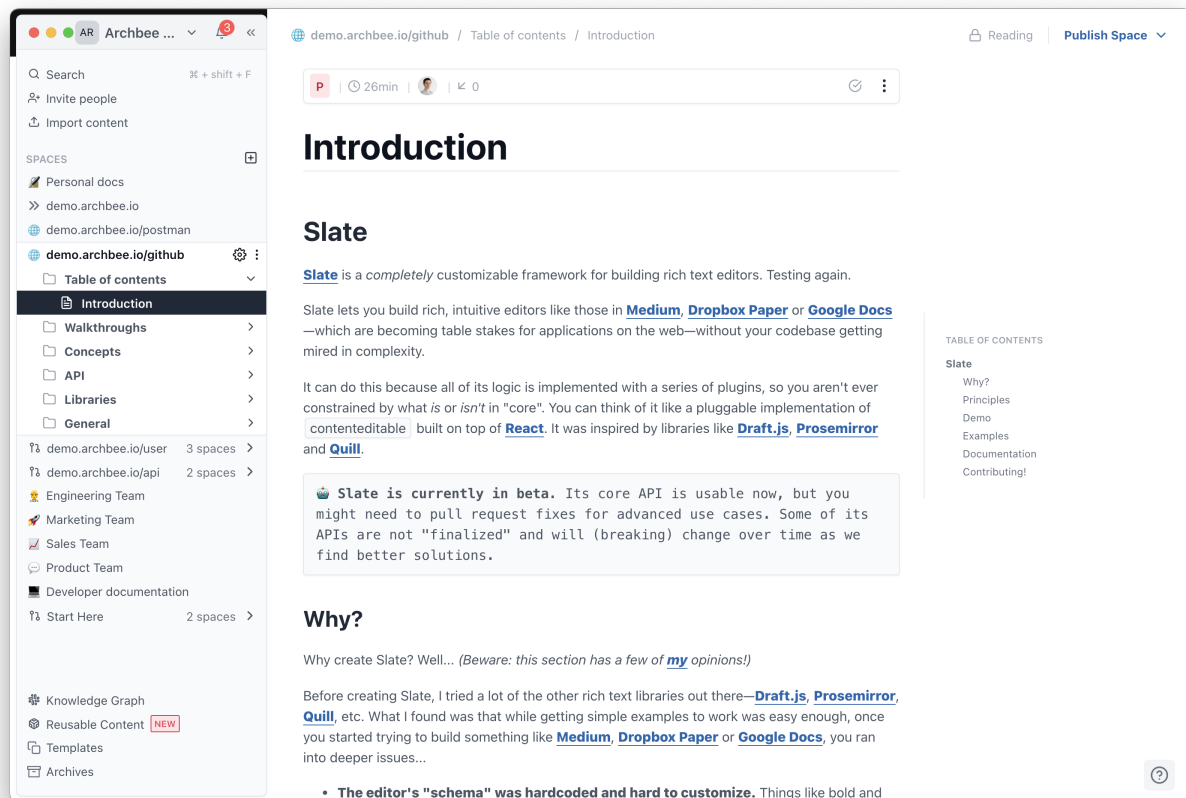 AR Archbee ... 3
Search ⌘ + shift + F
Invite people
Import content
SPACES
Personal docs
demo.archbee.io
demo.archbee.io/postman
demo.archbee.io/github
Table of contents
Introduction
Walkthroughs
Concepts
API
Libraries
General
demo.archbee.io/user 3 spaces
demo.archbee.io/api 2 spaces
Engineering Team
Marketing Team
Sales Team
Product Team
Developer documentation
Start Here 2 spaces
Knowledge Graph
Reusable Content NEW
Templates
Archives
demo.archbee.io/github / Table of contents / Introduction
Reading Publish Space
P | 26min | | 0
Introduction
Slate
Slate is a completely customizable framework for building rich text editors. Testing again.
Slate lets you build rich, intuitive editors like those in Medium, Dropbox Paper or Google Docs
—which are becoming table stakes for applications on the web—without your codebase getting
mired in complexity.
It can do this because all of its logic is implemented with a series of plugins, so you aren't ever
constrained by what is or isn't in "core". You can think of it like a pluggable implementation of
contenteditable built on top of React. It was inspired by libraries like Draft.js, Prosemirror
and Quill.
Slate is currently in beta. Its core API is usable now, but you
might need to pull request fixes for advanced use cases. Some of its
APIs are not "finalized" and will (breaking) change over time as we
find better solutions.
Why?
Why create Slate? Well... (Beware: this section has a few of my opinions!)
Before creating Slate, I tried a lot of the other rich text libraries out there—Draft.js, Prosemirror,
Quill, etc. What I found was that while getting simple examples to work was easy enough, once
you started trying to build something like Medium, Dropbox Paper or Google Docs, you ran
into deeper issues...
• The editor's "schema" was hardcoded and hard to customize. Things like bold and
TABLE OF CONTENTS
Slate
Why?
Principles
Demo
Examples
Documentation
Contributing!